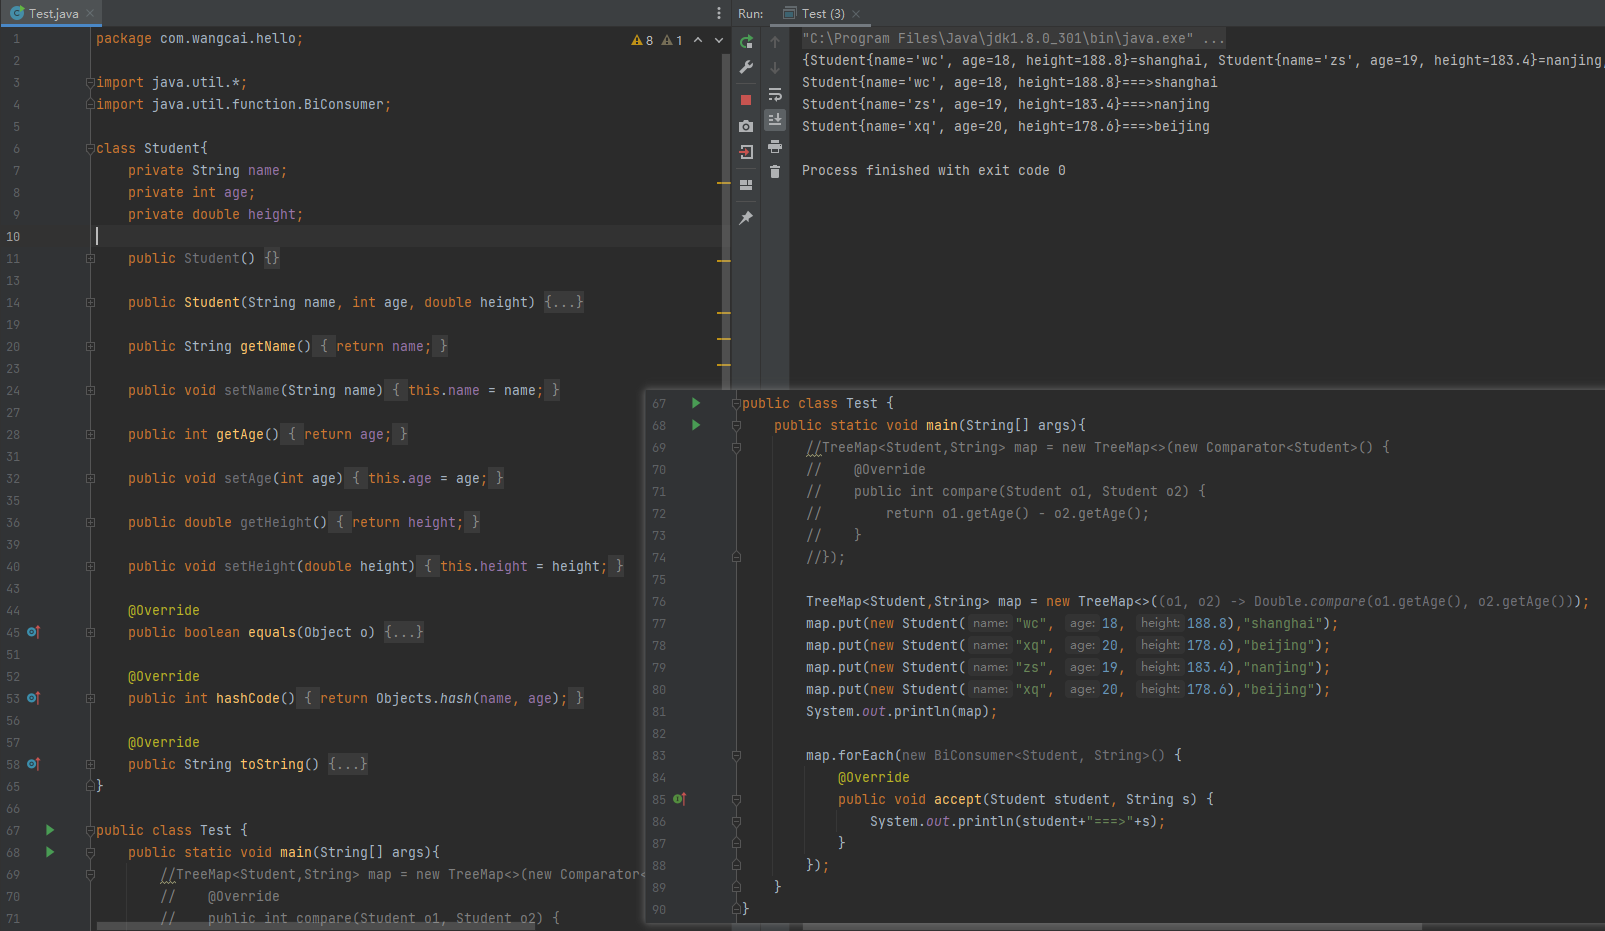 Test.java
1 package com.wangcai.hello;
8 1
2
3 import java.util.*;
4 import java.util.function.BiConsumer;
5
6 class Student{
7 private String name;
8 private int age;
9 private double height;
10
11 public Student() {}
13
14 public Student(String name, int age, double height) {...}
19
20 public String getName() { return name; }
23
24 public void setName(String name) { this.name = name; }
27
28 public int getAge() { return age; }
31
32 public void setAge(int age) { this.age = age; }
35
36 public double getHeight() { return height; }
39
40 public void setHeight(double height) { this.height = height; }
43
44 @Override
45 public boolean equals(Object o) {...}
51
52 @Override
53 public int hashCode() { return Objects.hash(name, age); }
56
57 @Override
58 public String toString() {...}
65 }
66
67 public class Test {
68 public static void main(String[] args){
69 //TreeMap<Student,String> map = new TreeMap<>(new Comparator<
70 // @Override
71 // public int compare(Student o1, Student o2) {
Run: Test (3)
"C:\Program Files\Java\jdk1.8.0_301\bin\java.exe" ...
{Student{name='wc', age=18, height=188.8}=shanghai, Student{name='zs', age=19, height=183.4}=nanjing,
Student{name='wc', age=18, height=188.8}===>shanghai
Student{name='zs', age=19, height=183.4}===>nanjing
Student{name='xq', age=20, height=178.6}===>beijing
Process finished with exit code 0
67 public class Test {
68 public static void main(String[] args){
69 //TreeMap<Student,String> map = new TreeMap<>(new Comparator<Student>() {
70 // @Override
71 // public int compare(Student o1, Student o2) {
72 // return o1.getAge() - o2.getAge();
73 // }
74 //});
75
76 TreeMap<Student,String> map = new TreeMap<>((o1, o2) -> Double.compare(o1.getAge(), o2.getAge()));
77 map.put(new Student( name: "wc", age: 18, height: 188.8),"shanghai");
78 map.put(new Student( name: "xq", age: 20, height: 178.6),"beijing");
79 map.put(new Student( name: "zs", age: 19, height: 183.4),"nanjing");
80 map.put(new Student( name: "xq", age: 20, height: 178.6),"beijing");
81 System.out.println(map);
82
83 map.forEach(new BiConsumer<Student, String>() {
84 @Override
85 public void accept(Student student, String s) {
86 System.out.println(student+"===>"+s);
87 }
88 });
89 }
90 }